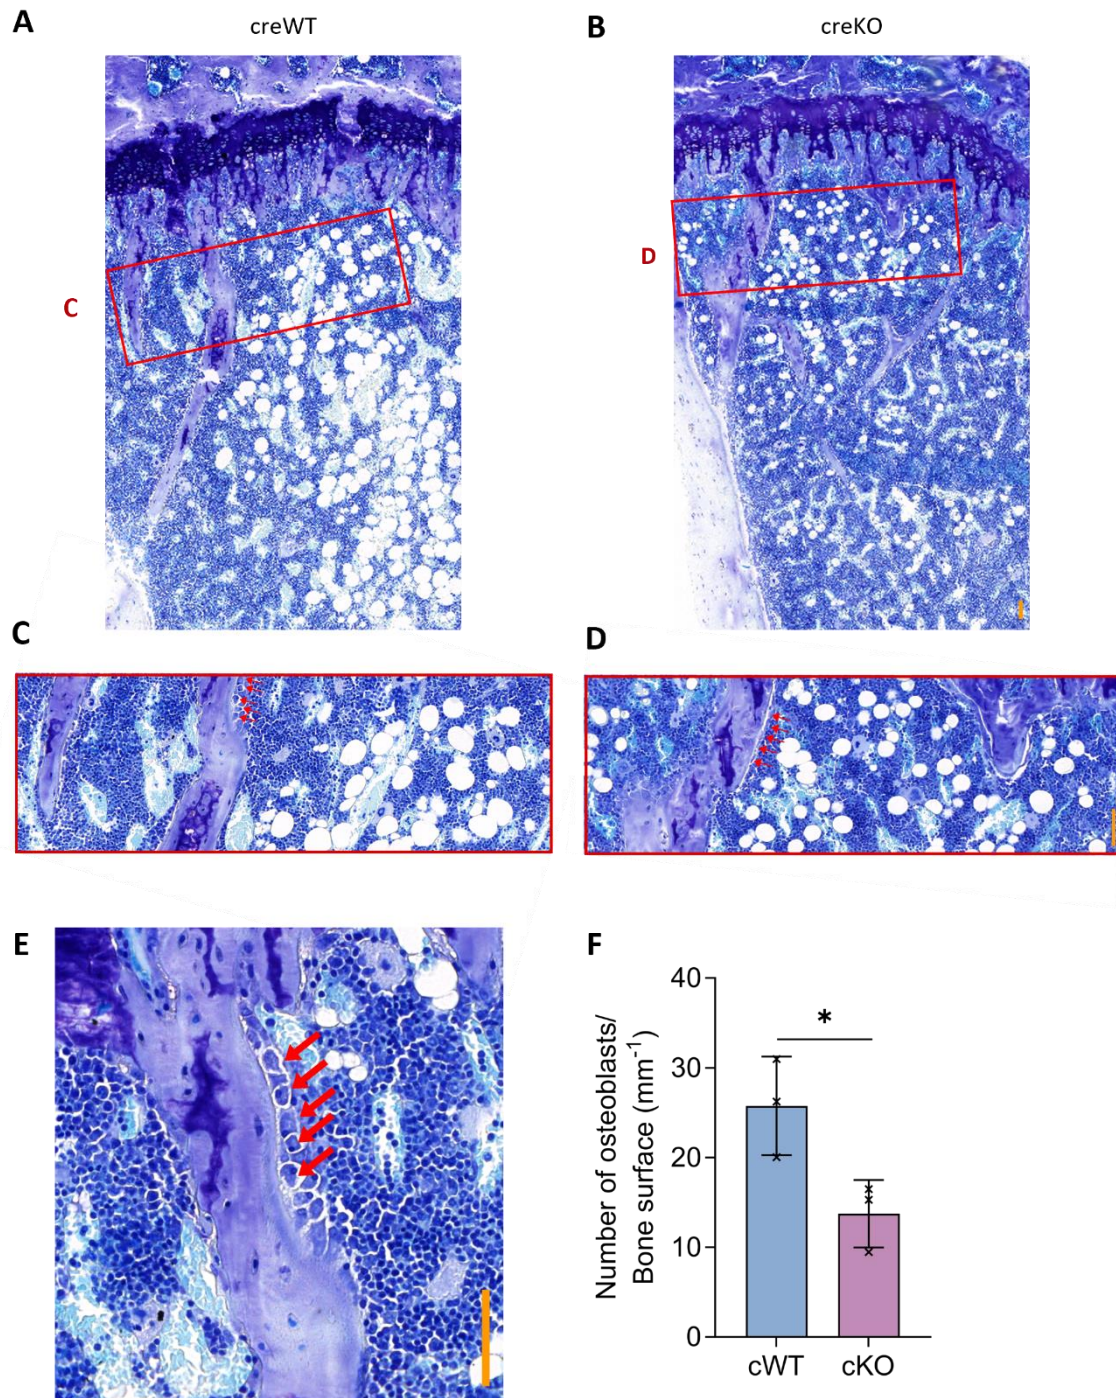 A
creWT
B
creKO
C
D
C
D
E
F
Number of osteoblasts/
Bone surface (mm⁻¹)
40
30
20
10
0
*
cWT
cKO